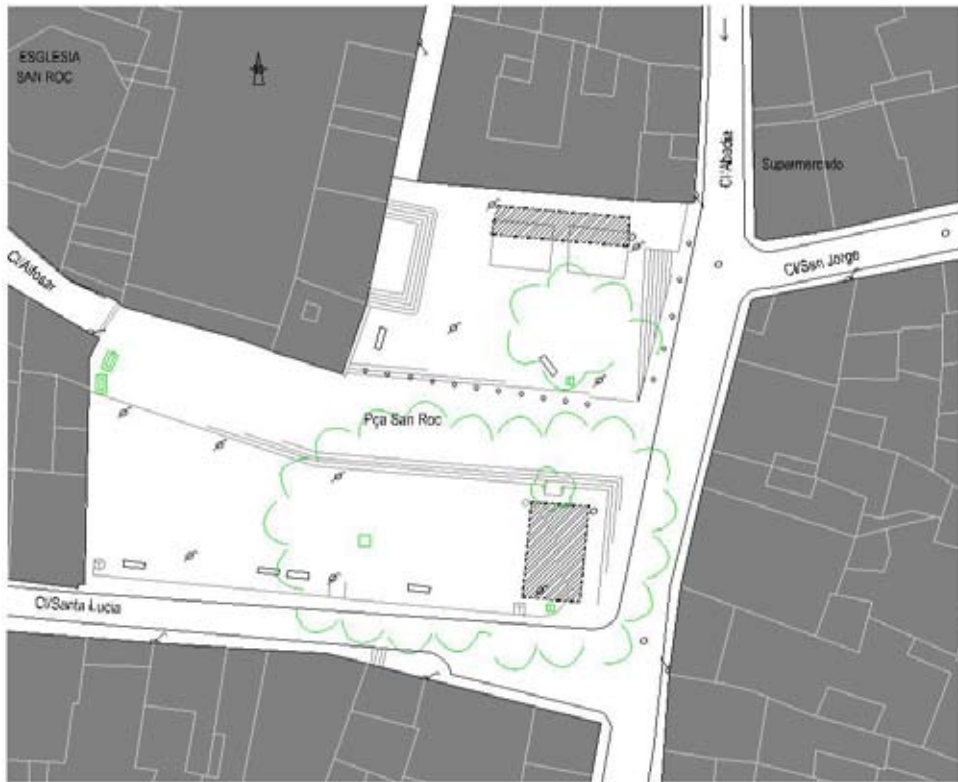 ESGLESIA
SAN ROC
C\/Abadia
Supermercado
C\/San Jorge
C\/Alfosar
Pça San Roc
C\/Santa Lucia